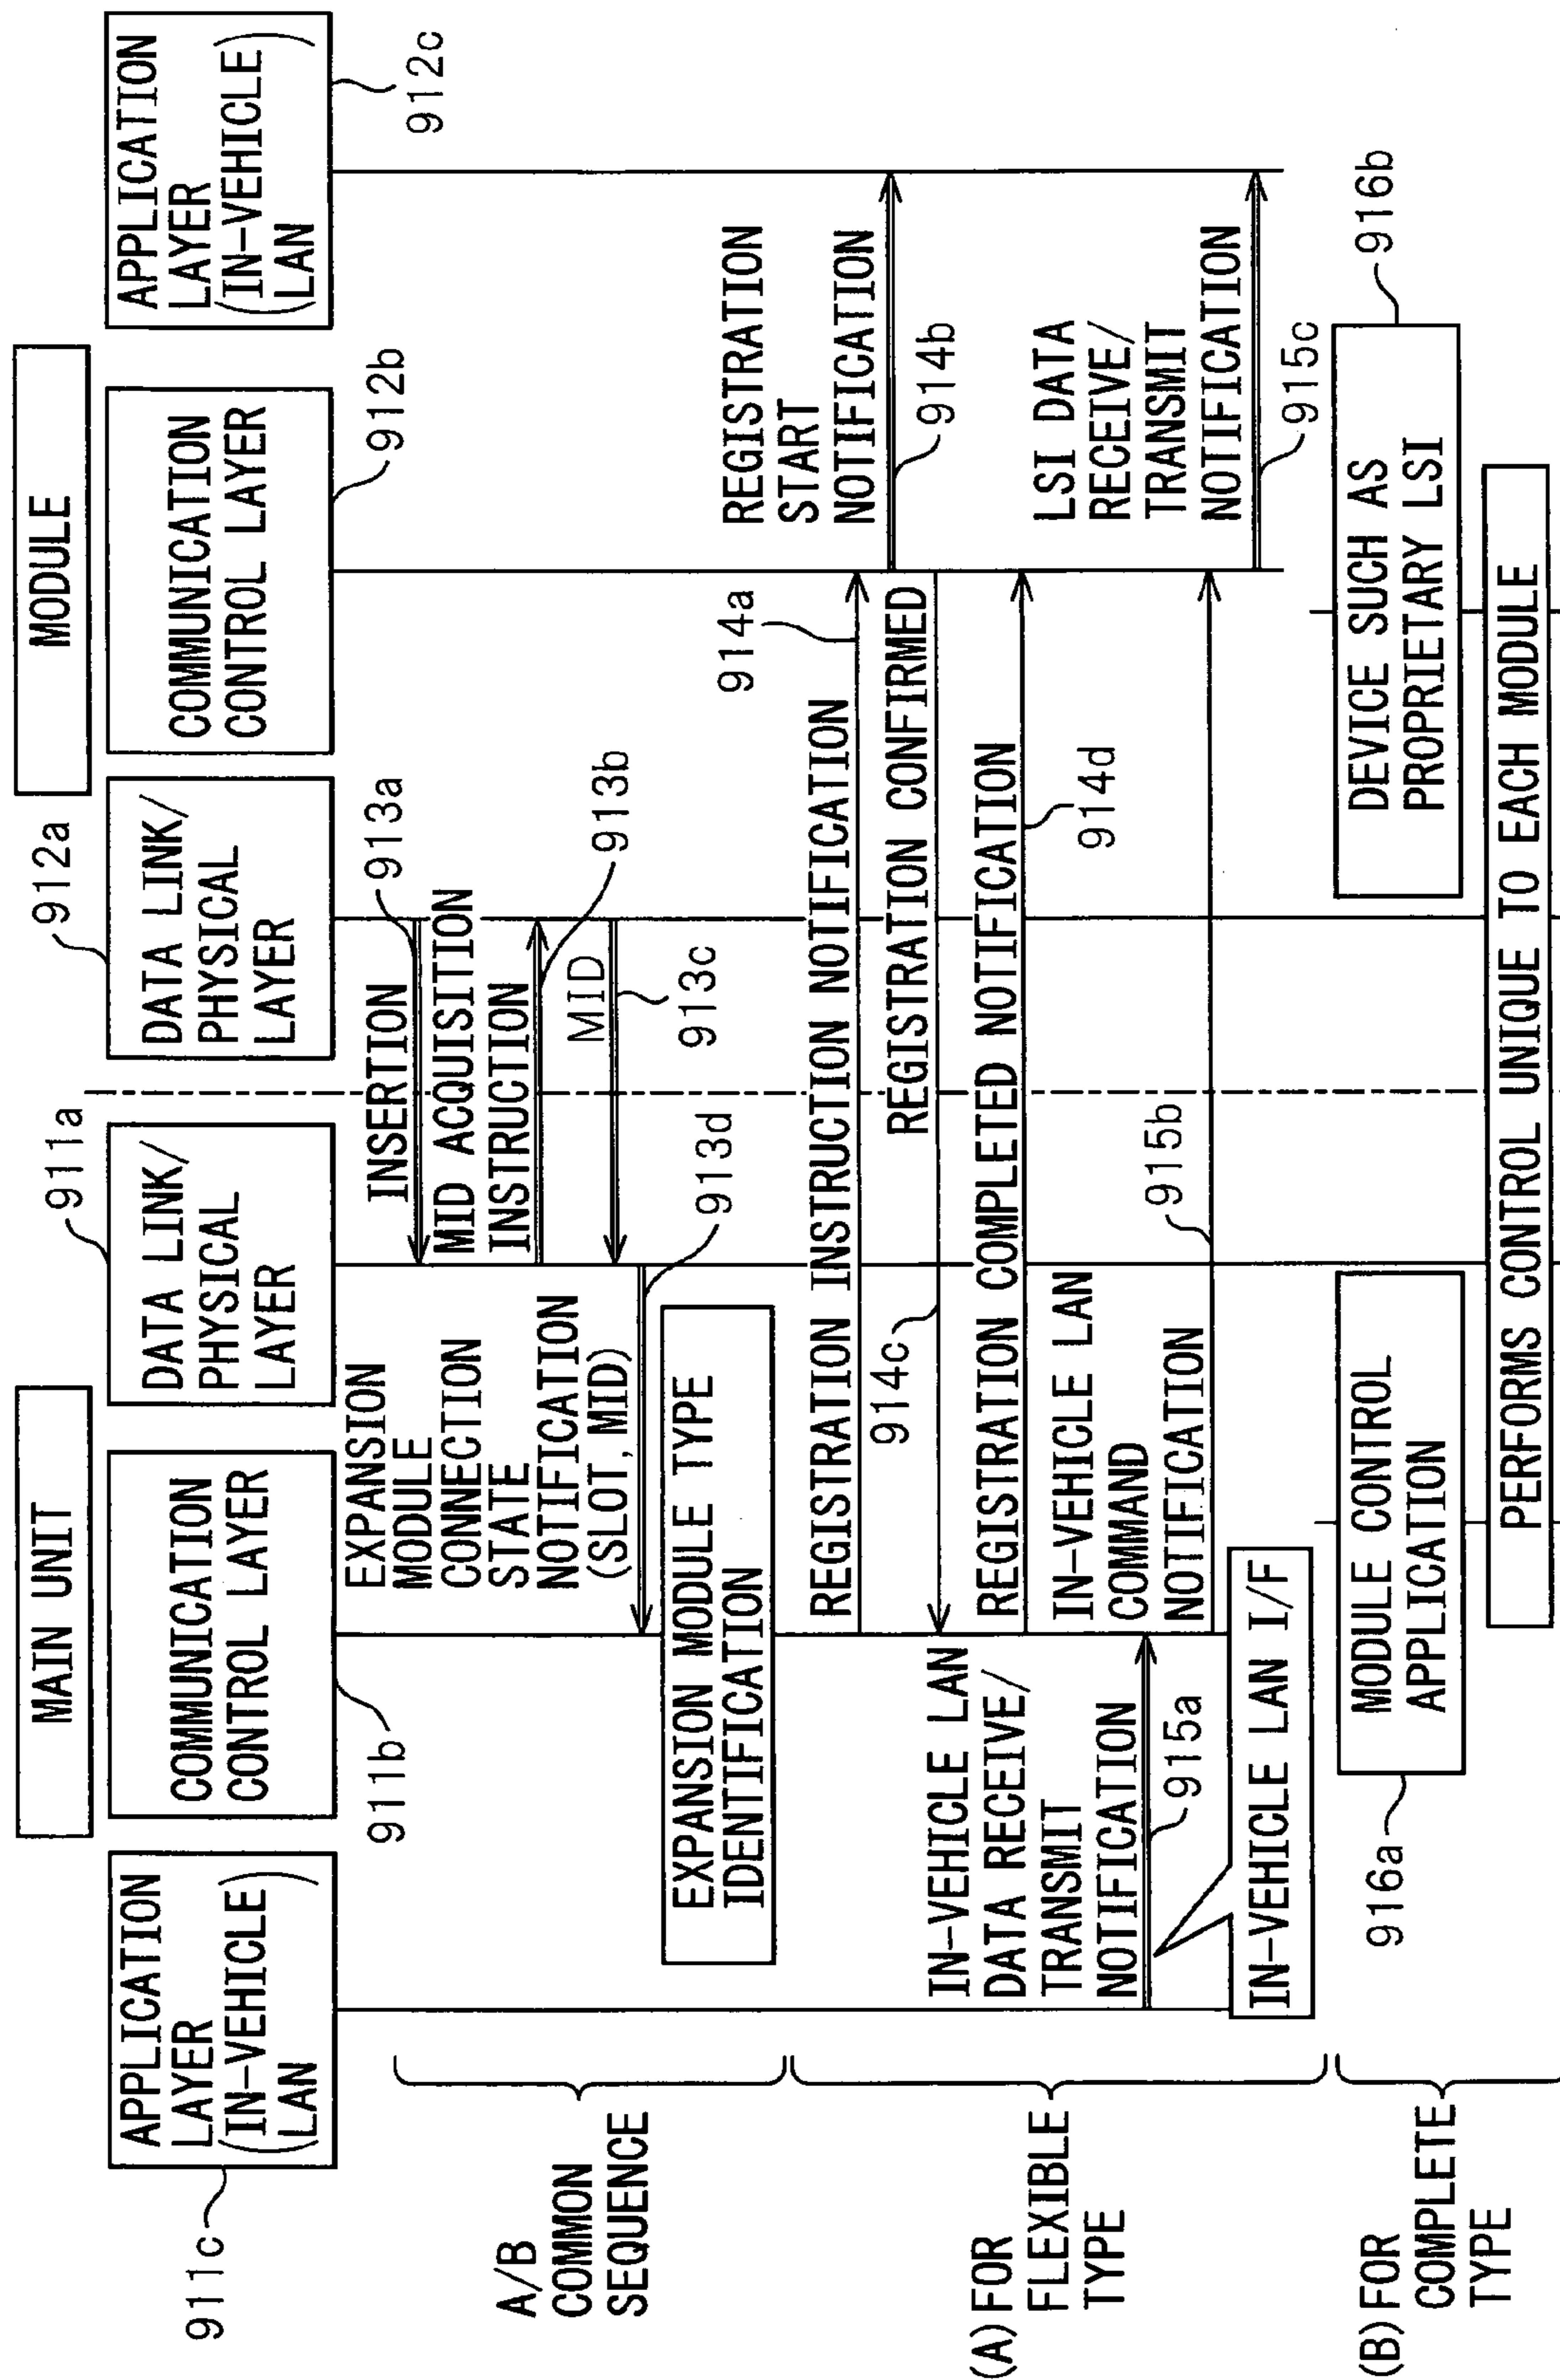 MAIN UNIT
MODULE
911c
APPLICATION
LAYER
(IN-VEHICLE)
LAN
911b
COMMUNICATION
CONTROL LAYER
911a
DATA LINK/
PHYSICAL
LAYER
912a
DATA LINK/
PHYSICAL
LAYER
912b
COMMUNICATION
CONTROL LAYER
912c
APPLICATION
LAYER
(IN-VEHICLE)
LAN
A/B
COMMON
SEQUENCE
INSERTION
913a
MID ACQUISITION
INSTRUCTION
913b
MID
913c
EXPANSION
MODULE
CONNECTION
STATE
NOTIFICATION
(SLOT, MID)
913d
EXPANSION MODULE TYPE
IDENTIFICATION
(A) FOR
FLEXIBLE
TYPE
REGISTRATION INSTRUCTION NOTIFICATION
914a
REGISTRATION
START
NOTIFICATION
914b
REGISTRATION CONFIRMED
914c
REGISTRATION COMPLETED NOTIFICATION
914d
IN-VEHICLE LAN
DATA RECEIVE/
TRANSMIT
NOTIFICATION
915a
IN-VEHICLE LAN
COMMAND
NOTIFICATION
915b
LSI DATA
RECEIVE/
TRANSMIT
NOTIFICATION
915c
IN-VEHICLE LAN I/F
(B) FOR
COMPLETE
TYPE
916a
MODULE CONTROL
APPLICATION
DEVICE SUCH AS
PROPRIETARY LSI
916b
PERFORMS CONTROL UNIQUE TO EACH MODULE